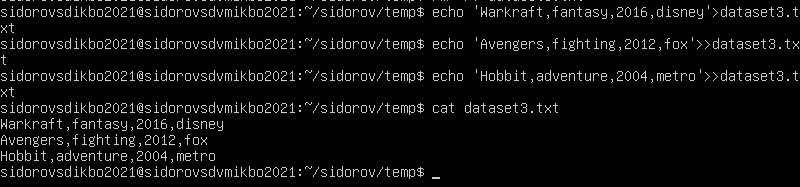 sidorovsdikbo2021@sidorovsdvmikbo2021:~/sidorov/temp$ echo 'Warkraft,fantasy,2016,disney'>dataset3.t
xt
sidorovsdikbo2021@sidorovsdvmikbo2021:~/sidorov/temp$ echo 'Avengers,fighting,2012,fox'>>dataset3.tx
t
sidorovsdikbo2021@sidorovsdvmikbo2021:~/sidorov/temp$ echo 'Hobbit,adventure,2004,metro'>>dataset3.t
xt
sidorovsdikbo2021@sidorovsdvmikbo2021:~/sidorov/temp$ cat dataset3.txt
Warkraft,fantasy,2016,disney
Avengers,fighting,2012,fox
Hobbit,adventure,2004,metro
sidorovsdikbo2021@sidorovsdvmikbo2021:~/sidorov/temp$ _